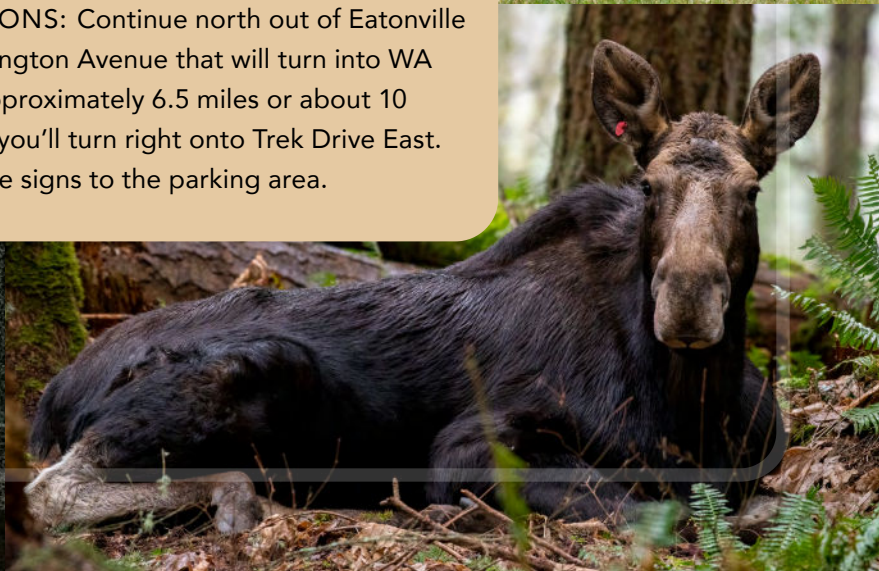 ONS: Continue north out of Eatonville
ngton Avenue that will turn into WA
proximately 6.5 miles or about 10
you’ll turn right onto Trek Drive East.
e signs to the parking area.